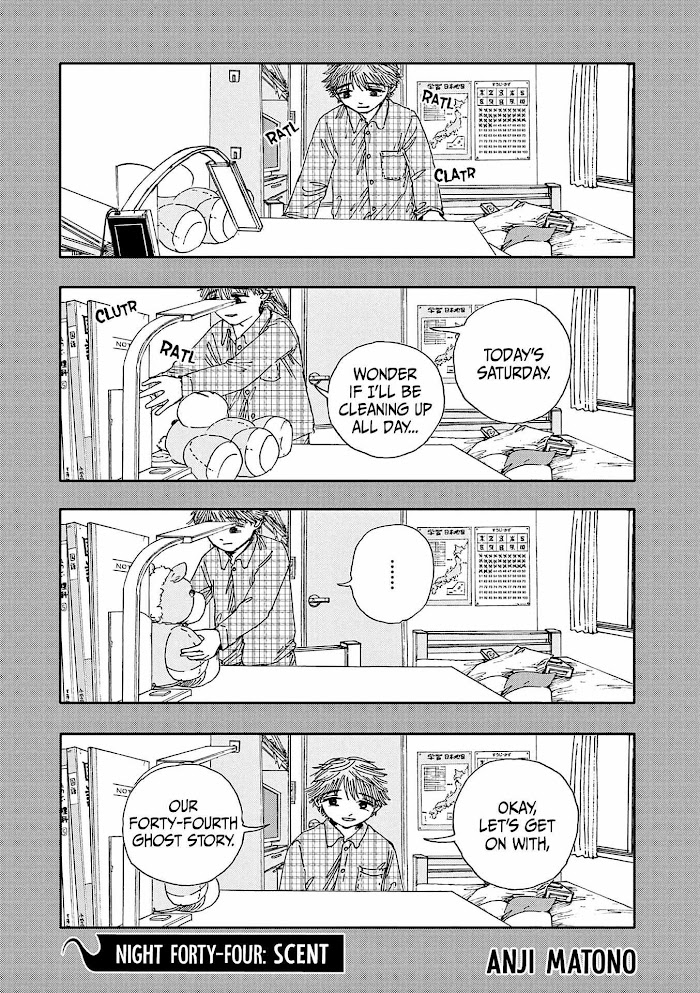 RATL
RATL
CLATR
CLUTR
RATL
TODAY'S
SATURDAY.
WONDER
IF I'LL BE
CLEANING UP
ALL DAY...
......
OKAY,
LET'S GET
ON WITH,
OUR
FORTY-FOURTH
GHOST STORY.
NIGHT FORTY-FOUR: SCENT
ANJI MATONO